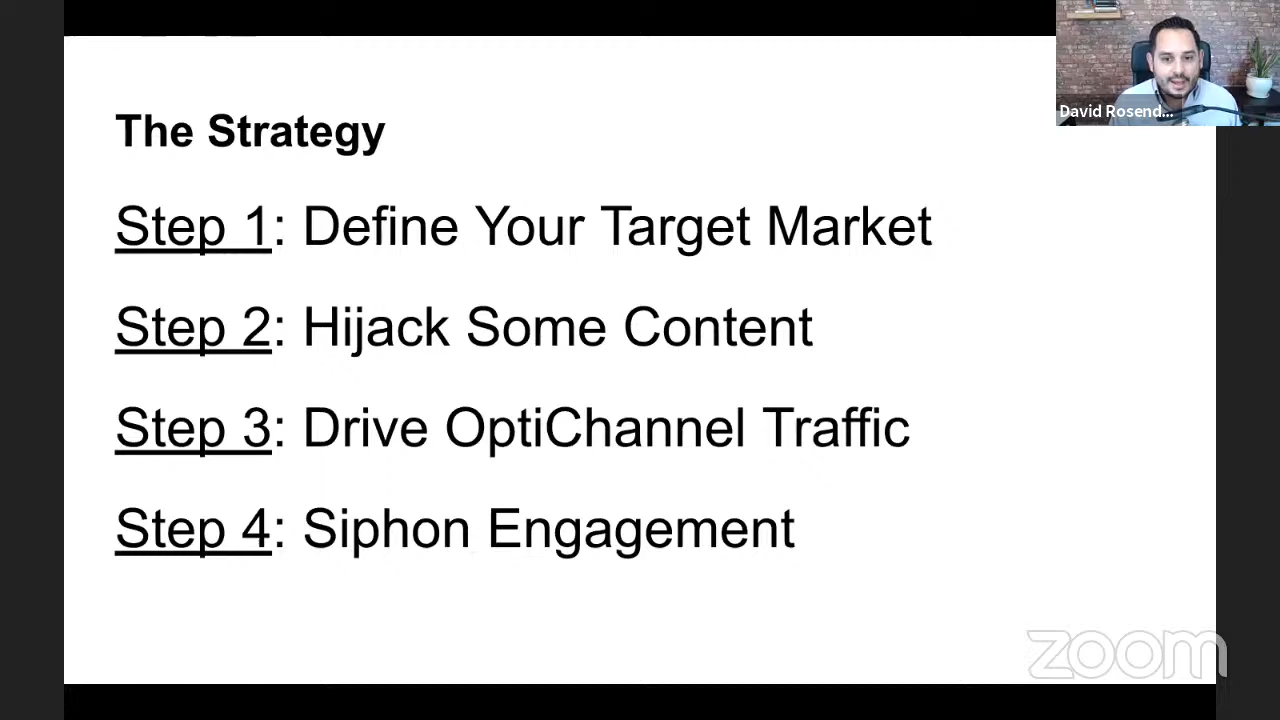 The Strategy
Step 1: Define Your Target Market
Step 2: Hijack Some Content
Step 3: Drive OptiChannel Traffic
Step 4: Siphon Engagement
David Rosend...
zoom